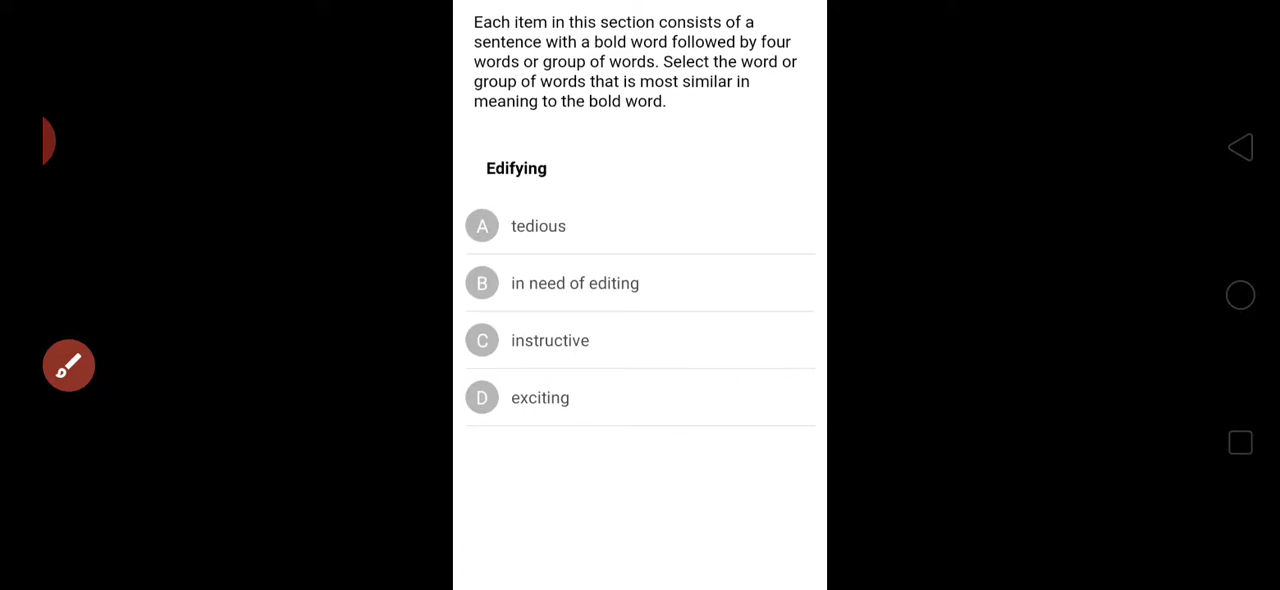 Each item in this section consists of a
sentence with a bold word followed by four
words or group of words. Select the word or
group of words that is most similar in
meaning to the bold word.
Edifying
A tedious
B in need of editing
C instructive
D exciting